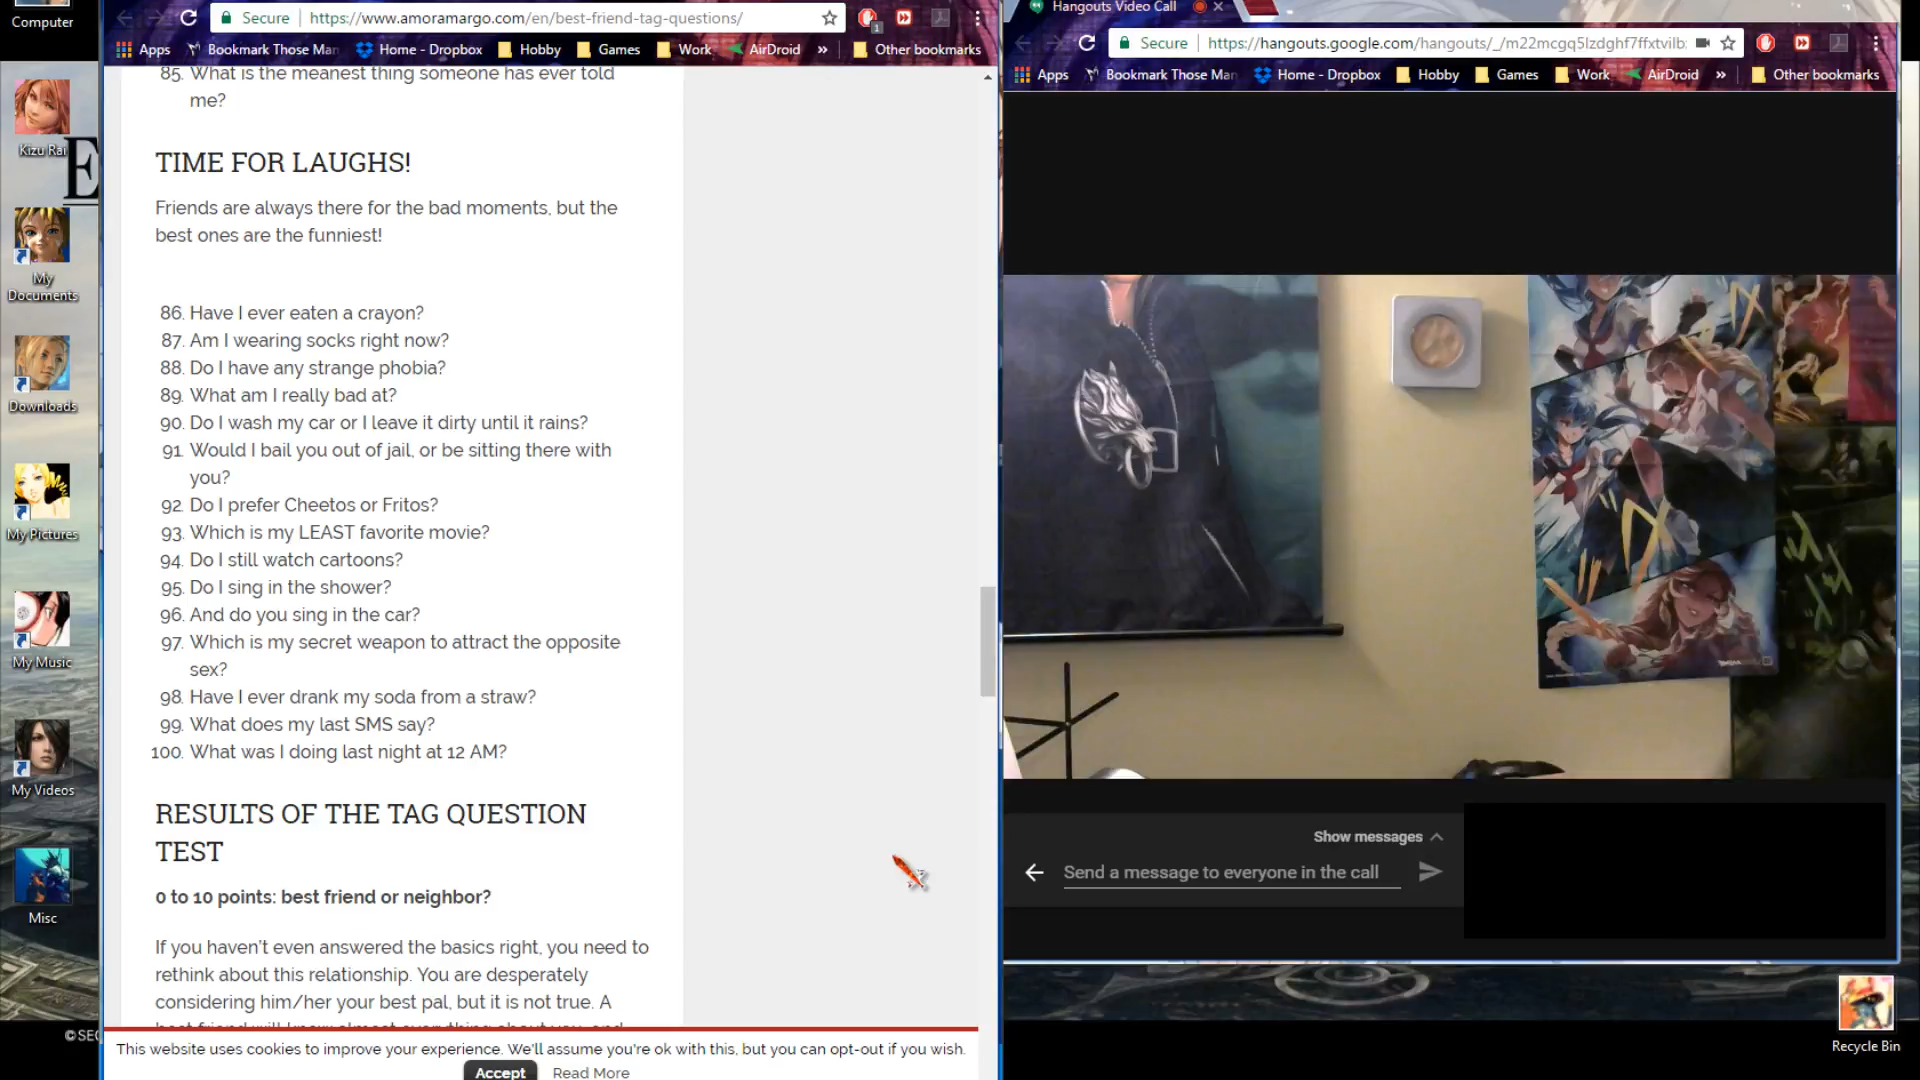 Computer
Kizu Rai
E
My
Documents
Downloads
My Pictures
My Music
My Videos
Misc
©SE
Secure
https://www.amoramargo.com/en/best-friend-tag-questions/
1
Apps
Bookmark Those Man
Home - Dropbox
Hobby
Games
Work
AirDroid
»
Other bookmarks
85. What is the meanest thing someone has ever told
me?
TIME FOR LAUGHS!
Friends are always there for the bad moments, but the
best ones are the funniest!
86. Have I ever eaten a crayon?
87. Am I wearing socks right now?
88. Do I have any strange phobia?
89. What am I really bad at?
90. Do I wash my car or I leave it dirty until it rains?
91. Would I bail you out of jail, or be sitting there with
you?
92. Do I prefer Cheetos or Fritos?
93. Which is my LEAST favorite movie?
94. Do I still watch cartoons?
95. Do I sing in the shower?
96. And do you sing in the car?
97. Which is my secret weapon to attract the opposite
sex?
98. Have I ever drank my soda from a straw?
99. What does my last SMS say?
100. What was I doing last night at 12 AM?
RESULTS OF THE TAG QUESTION
TEST
0 to 10 points: best friend or neighbor?
If you haven't even answered the basics right, you need to
rethink about this relationship. You are desperately
considering him/her your best pal, but it is not true. A
best friend will know almost everything about you, and
This website uses cookies to improve your experience. We'll assume you're ok with this, but you can opt-out if you wish.
Accept
Read More
Hangouts Video Call
Secure
https://hangouts.google.com/hangouts/_/m22mcgq5lzdghf7ffxtvilb
Apps
Bookmark Those Man
Home - Dropbox
Hobby
Games
Work
AirDroid
»
Other bookmarks
Show messages
Send a message to everyone in the call
Recycle Bin